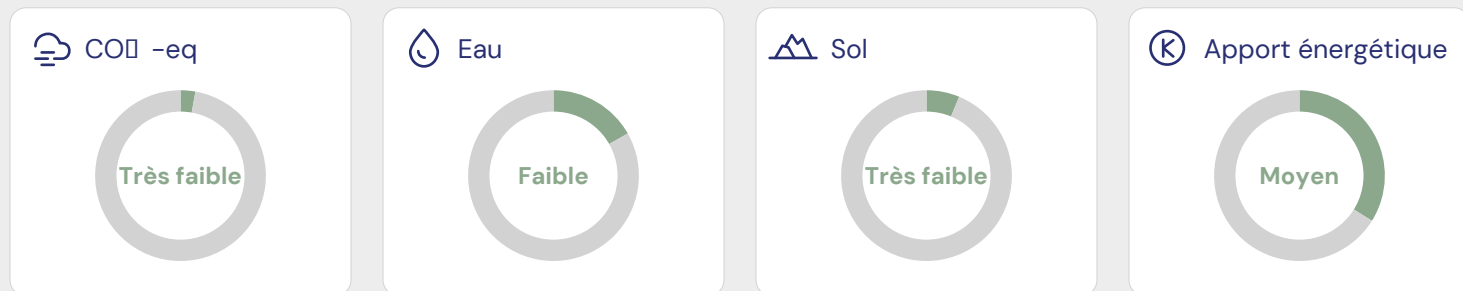 CO▯ -eq
Très faible
Eau
Faible
Sol
Très faible
Apport énergétique
Moyen